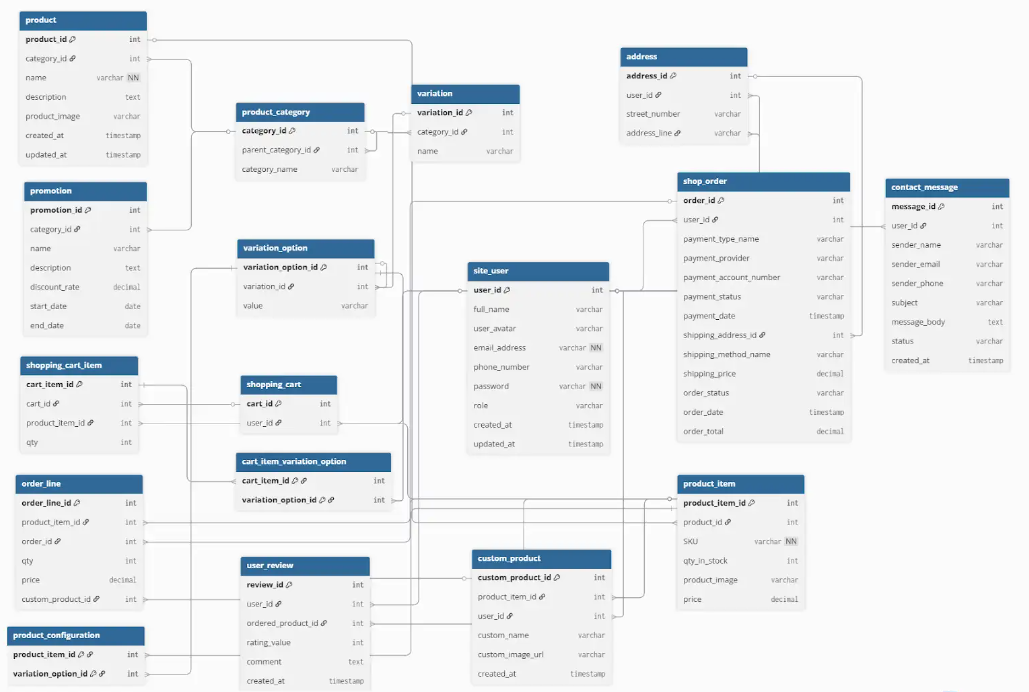 product
product_id int
category_id int
name varchar NN
description text
product_image varchar
created_at timestamp
updated_at timestamp
promotion
promotion_id int
category_id int
name varchar
description text
discount_rate decimal
start_date date
end_date date
shopping_cart_item
cart_item_id int
cart_id int
product_item_id int
qty int
order_line
order_line_id int
product_item_id int
order_id int
qty int
price decimal
custom_product_id int
product_configuration
product_item_id int
variation_option_id int
product_category
category_id int
parent_category_id int
category_name varchar
variation_option
variation_option_id int
variation_id int
value varchar
shopping_cart
cart_id int
user_id int
cart_item_variation_option
cart_item_id int
variation_option_id int
user_review
review_id int
user_id int
ordered_product_id int
rating_value int
comment text
created_at timestamp
variation
variation_id int
category_id int
name varchar
site_user
user_id int
full_name varchar
user_avatar varchar
email_address varchar NN
phone_number varchar
password varchar NN
role varchar
created_at timestamp
updated_at timestamp
custom_product
custom_product_id int
product_item_id int
user_id int
custom_name varchar
custom_image_url varchar
created_at timestamp
address
address_id int
user_id int
street_number varchar
address_line varchar
shop_order
order_id int
user_id int
payment_type_name varchar
payment_provider varchar
payment_account_number varchar
payment_status varchar
payment_date timestamp
shipping_address_id int
shipping_method_name varchar
shipping_price decimal
order_status varchar
order_date timestamp
order_total decimal
product_item
product_item_id int
product_id int
SKU varchar NN
qty_in_stock int
product_image varchar
price decimal
contact_message
message_id int
user_id int
sender_name varchar
sender_email varchar
sender_phone varchar
subject varchar
message_body text
status varchar
created_at timestamp